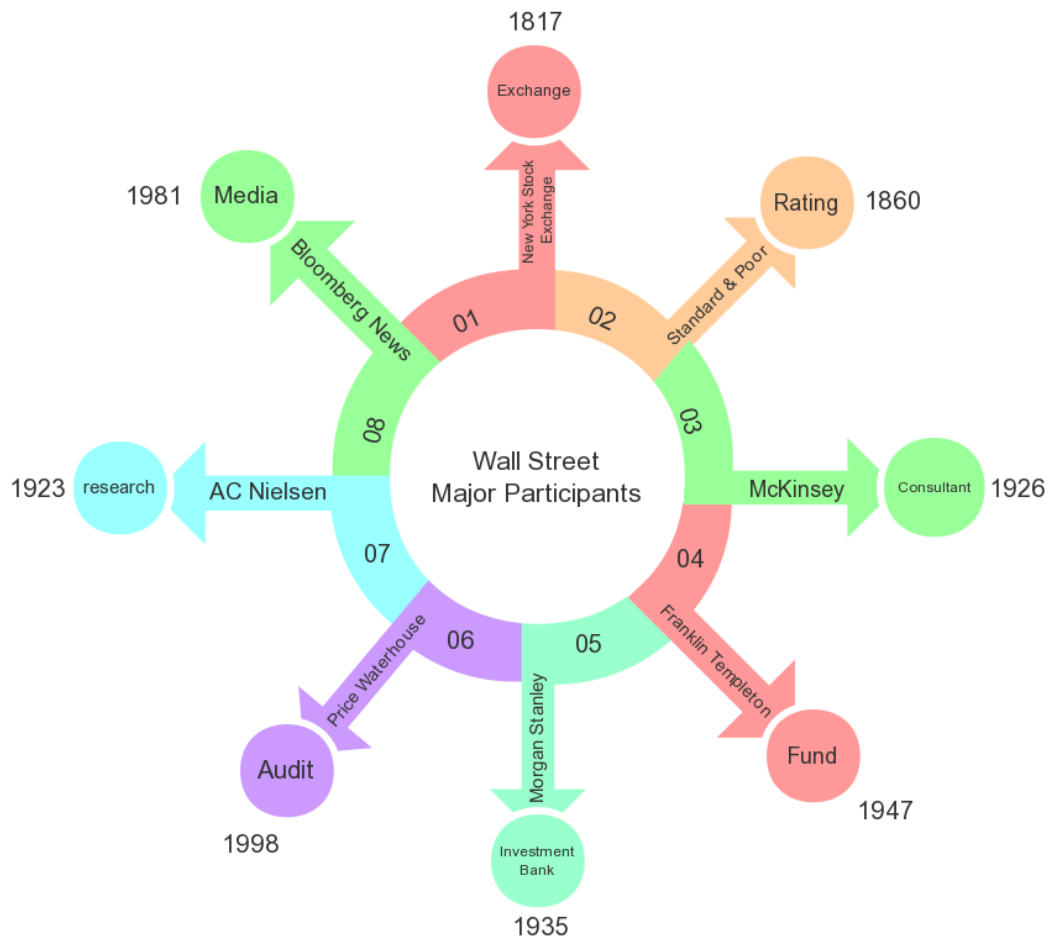 1817
Exchange
New York Stock
Exchange
01
1860
Rating
Standard & Poor
02
1926
Consultant
McKinsey
03
1947
Fund
Franklin Templeton
04
1935
Investment
Bank
Morgan Stanley
05
1998
Audit
Price Waterhouse
06
1923
research
AC Nielsen
07
1981
Media
Bloomberg News
08
Wall Street
Major Participants